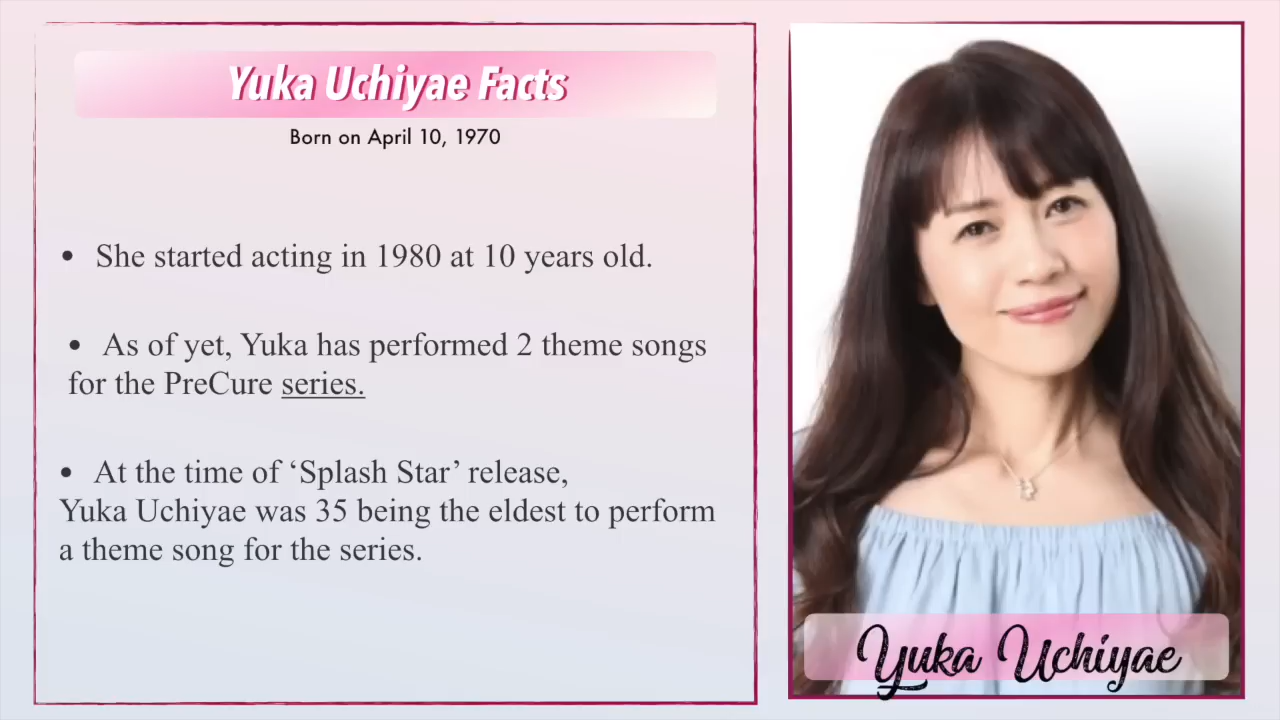 Yuka Uchiyae Facts
Born on April 10, 1970
• She started acting in 1980 at 10 years old.
• As of yet, Yuka has performed 2 theme songs
for the PreCure series.
• At the time of ‘Splash Star’ release,
Yuka Uchiyae was 35 being the eldest to perform
a theme song for the series.
Yuka Uchiyae